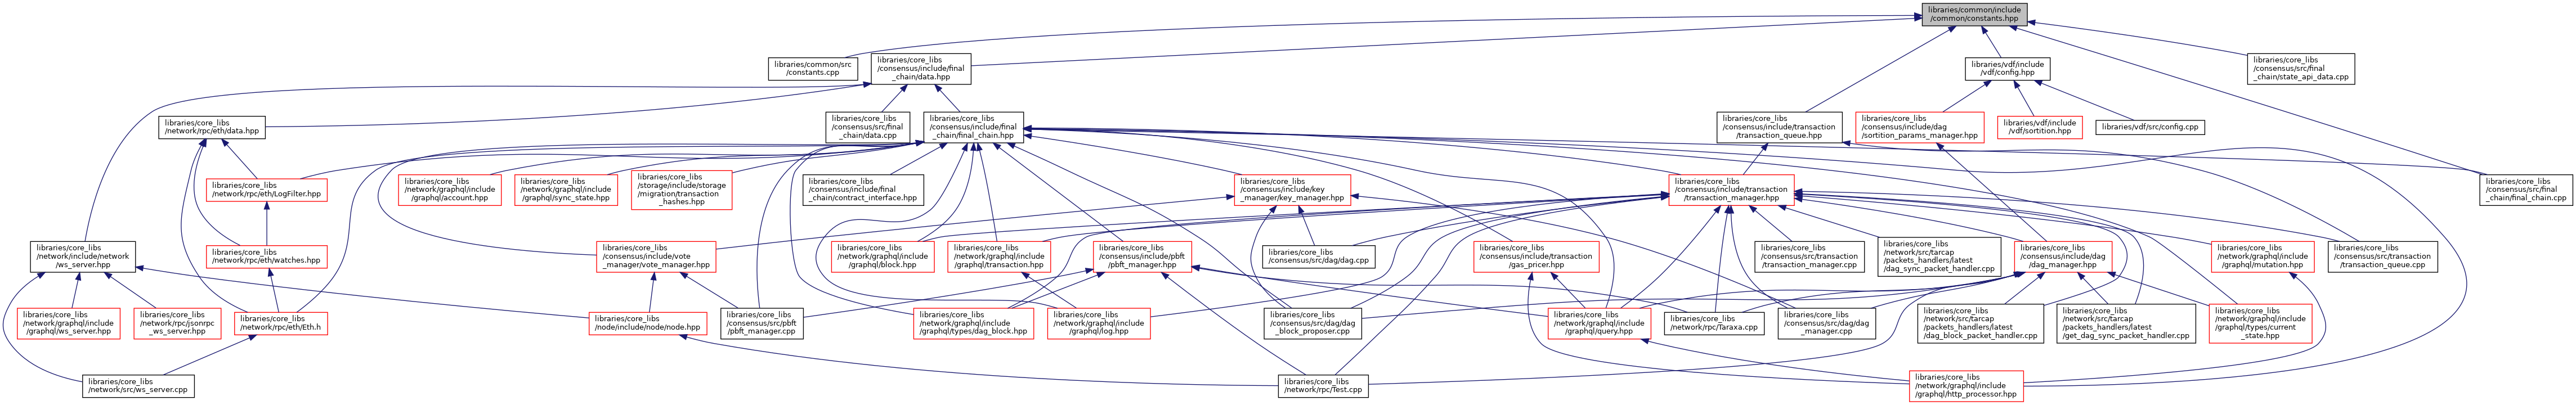 libraries/common/include
/common/constants.hpp
libraries/common/src
/constants.cpp
libraries/core_libs
/consensus/include/final
_chain/data.hpp
libraries/vdf/include
/vdf/config.hpp
libraries/core_libs
/consensus/src/final
_chain/state_api_data.cpp
libraries/core_libs
/network/rpc/eth/data.hpp
libraries/core_libs
/consensus/src/final
_chain/data.cpp
libraries/core_libs
/consensus/include/final
_chain/final_chain.hpp
libraries/core_libs
/consensus/include/transaction
/transaction_queue.hpp
libraries/core_libs
/consensus/include/dag
/sortition_params_manager.hpp
libraries/vdf/include
/vdf/sortition.hpp
libraries/vdf/src/config.cpp
libraries/core_libs
/network/rpc/eth/LogFilter.hpp
libraries/core_libs
/network/graphql/include
/graphql/account.hpp
libraries/core_libs
/network/graphql/include
/graphql/sync_state.hpp
libraries/core_libs
/storage/include/storage
/migration/transaction
_hashes.hpp
libraries/core_libs
/consensus/include/final
_chain/contract_interface.hpp
libraries/core_libs
/consensus/include/key
_manager/key_manager.hpp
libraries/core_libs
/consensus/include/transaction
/transaction_manager.hpp
libraries/core_libs
/consensus/src/final
_chain/final_chain.cpp
libraries/core_libs
/network/include/network
/ws_server.hpp
libraries/core_libs
/network/rpc/eth/watches.hpp
libraries/core_libs
/consensus/include/vote
_manager/vote_manager.hpp
libraries/core_libs
/network/graphql/include
/graphql/block.hpp
libraries/core_libs
/network/graphql/include
/graphql/transaction.hpp
libraries/core_libs
/consensus/include/pbft
/pbft_manager.hpp
libraries/core_libs
/consensus/src/dag/dag.cpp
libraries/core_libs
/consensus/include/transaction
/gas_pricer.hpp
libraries/core_libs
/consensus/src/transaction
/transaction_manager.cpp
libraries/core_libs
/network/src/tarcap
/packets_handlers/latest
/dag_sync_packet_handler.cpp
libraries/core_libs
/consensus/include/dag
/dag_manager.hpp
libraries/core_libs
/network/graphql/include
/graphql/mutation.hpp
libraries/core_libs
/consensus/src/transaction
/transaction_queue.cpp
libraries/core_libs
/network/graphql/include
/graphql/ws_server.hpp
libraries/core_libs
/network/rpc/jsonrpc
_ws_server.hpp
libraries/core_libs
/network/rpc/eth/Eth.h
libraries/core_libs
/node/include/node/node.hpp
libraries/core_libs
/consensus/src/pbft
/pbft_manager.cpp
libraries/core_libs
/network/graphql/include
/graphql/types/dag_block.hpp
libraries/core_libs
/network/graphql/include
/graphql/log.hpp
libraries/core_libs
/consensus/src/dag/dag
_block_proposer.cpp
libraries/core_libs
/network/graphql/include
/graphql/query.hpp
libraries/core_libs
/network/rpc/Taraxa.cpp
libraries/core_libs
/consensus/src/dag/dag
_manager.cpp
libraries/core_libs
/network/src/tarcap
/packets_handlers/latest
/dag_block_packet_handler.cpp
libraries/core_libs
/network/src/tarcap
/packets_handlers/latest
/get_dag_sync_packet_handler.cpp
libraries/core_libs
/network/graphql/include
/graphql/types/current
_state.hpp
libraries/core_libs
/network/src/ws_server.cpp
libraries/core_libs
/network/rpc/Test.cpp
libraries/core_libs
/network/graphql/include
/graphql/http_processor.hpp